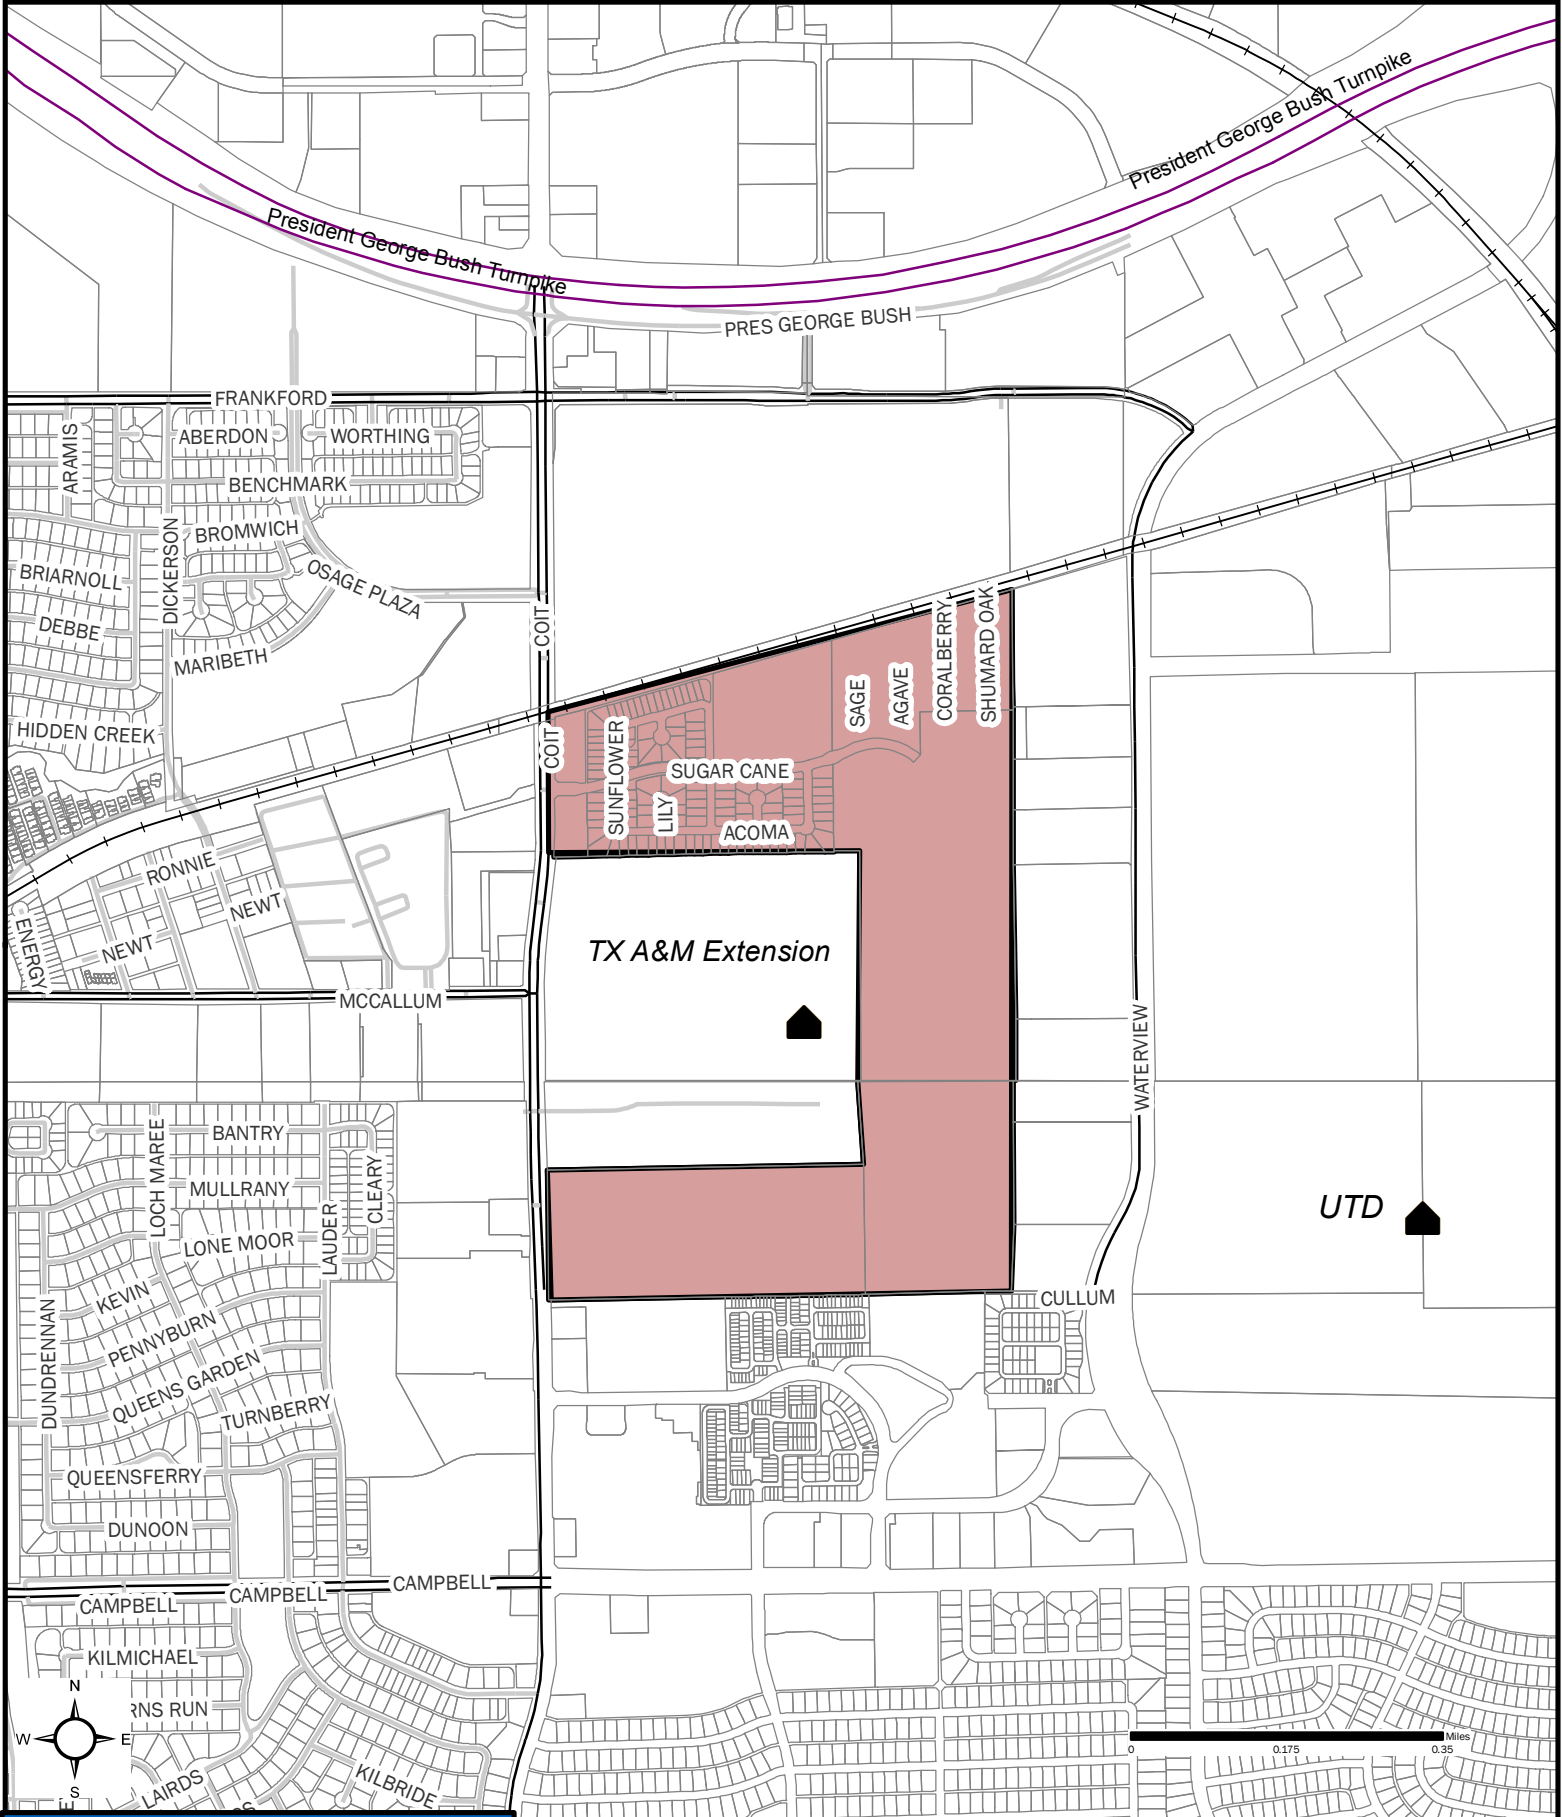 President George Bush Turnpike
President George Bush Turnpike
PRES GEORGE BUSH
FRANKFORD
ARAMIS
ABERDON
WORTHING
BENCHMARK
DICKERSON
BROMWICH
BRIARNOLL
OSAGE PLAZA
DEBBE
COIT
MARIBETH
HIDDEN CREEK
COIT
SUNFLOWER
LILY
SUGAR CANE
ACOMA
SAGE
AGAVE
CORALBERRY
SHUMARD OAK
RONNIE
NEWT
NEWT
ENERGY
TX A&M Extension
MCCALLUM
WATERVIEW
BANTRY
LOCH MAREE
MULLRANY
CLEARY
LAUDER
LONE MOOR
UTD
KEVIN
CULLUM
PENNYBURN
DUNDRENNAN
QUEENS GARDEN
TURNBERRY
QUEENSFERRY
DUNOON
CAMPBELL
CAMPBELL
CAMPBELL
KILMICHAEL
RNS RUN
N
W
E
S
LAIRDS
KILBRIDE
Miles
0
0.175
0.35